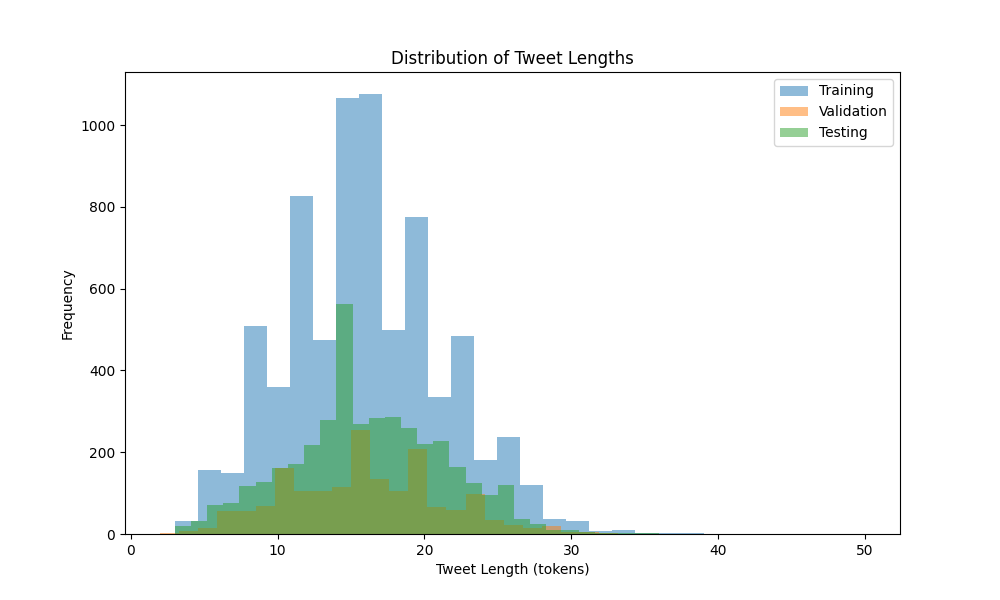 Distribution of Tweet Lengths
Training
Validation
Testing
1000
800
600
400
200
0
Frequency
0 10 20 30 40 50
Tweet Length (tokens)